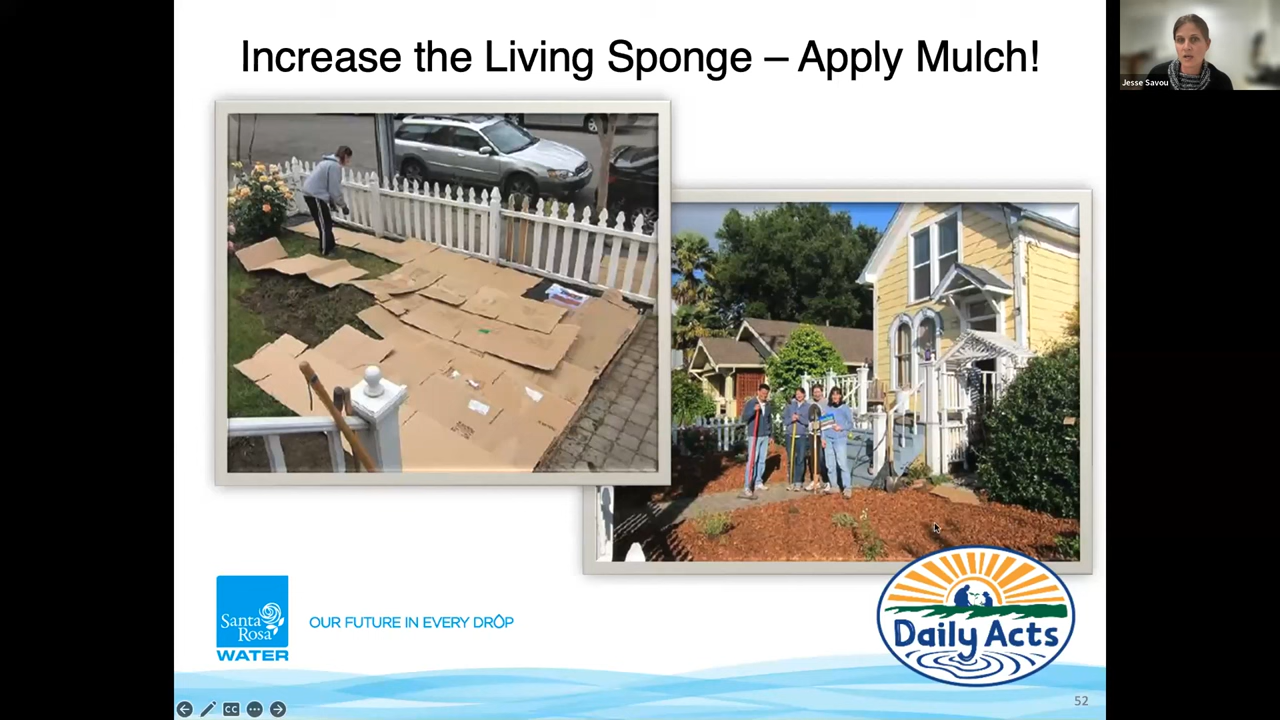 Increase the Living Sponge – Apply Mulch!
Jesse Savou
Santa
Rosa
WATER
OUR FUTURE IN EVERY DROP
Daily Acts
CC
52